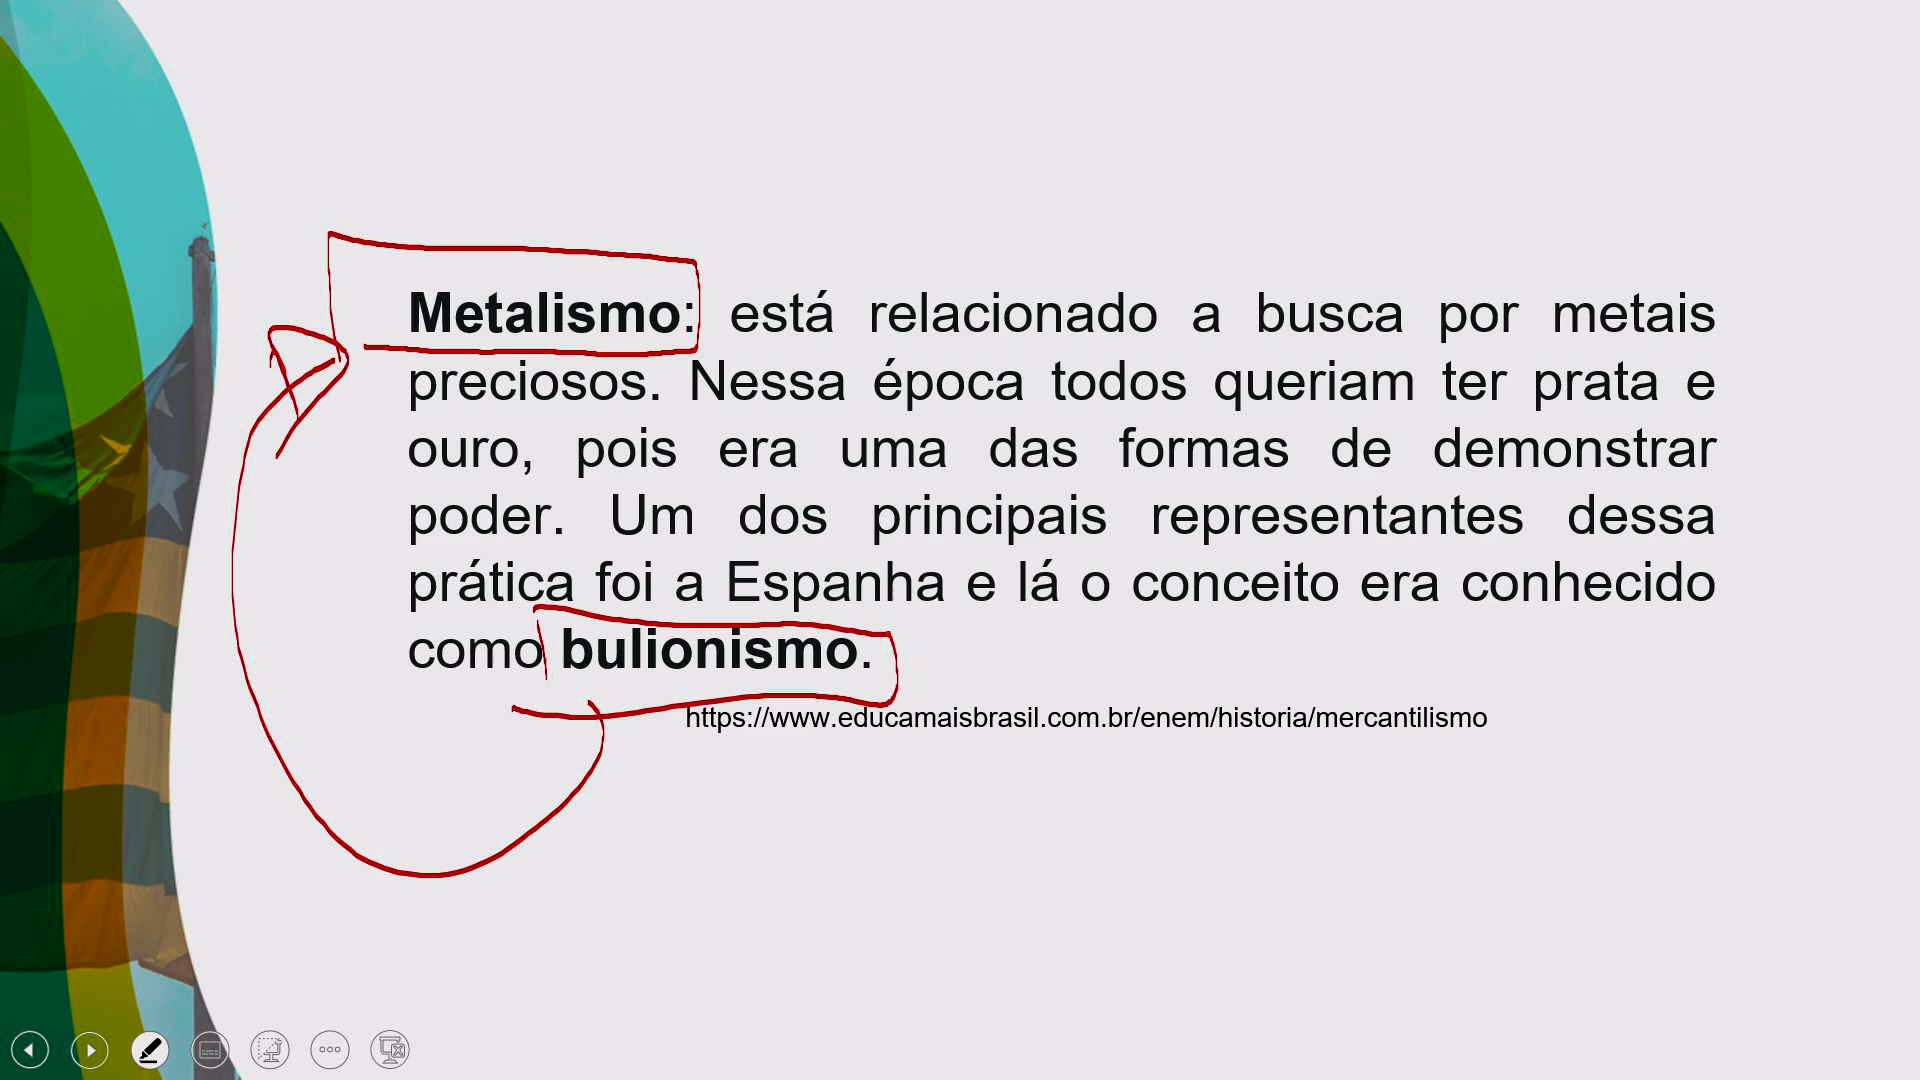 Metalismo: está relacionado a busca por metais
preciosos. Nessa época todos queriam ter prata e
ouro, pois era uma das formas de demonstrar
poder. Um dos principais representantes dessa
prática foi a Espanha e lá o conceito era conhecido
como bulionismo.
https://www.educamaisbrasil.com.br/enem/historia/mercantilismo